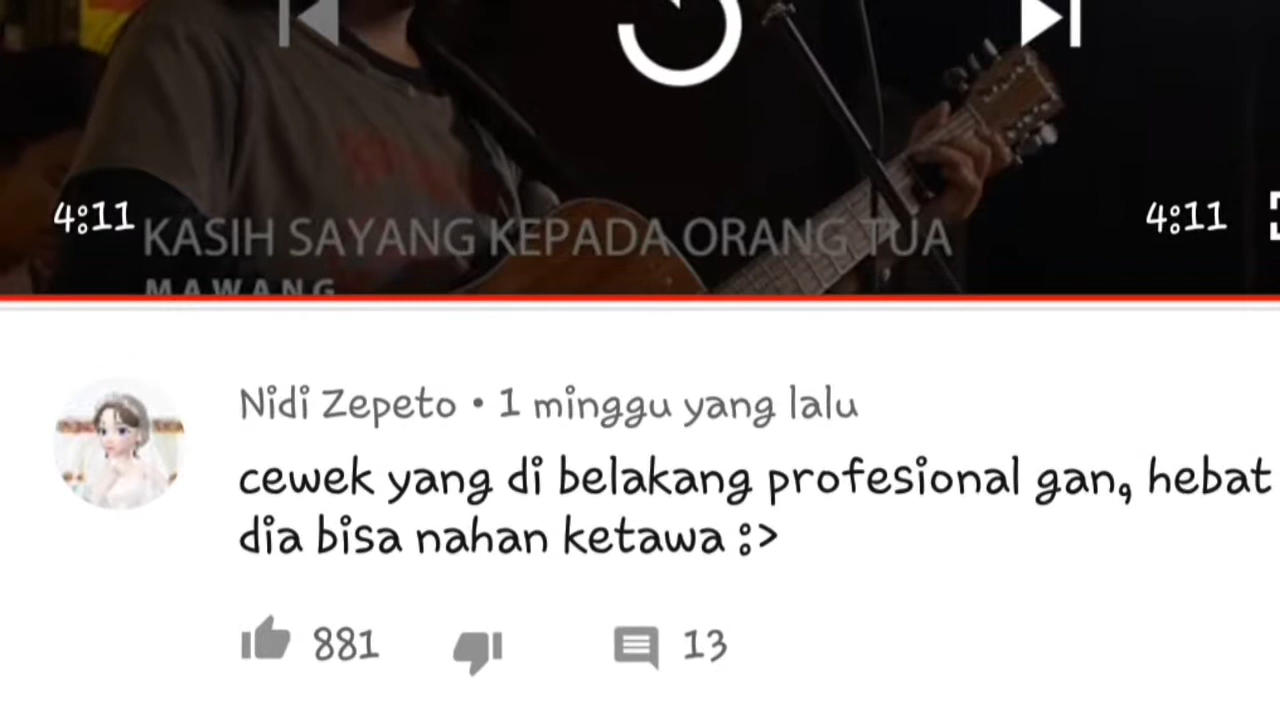 4:11
4:11
KASIH SAYANG KEPADA ORANG TUA
MAWANG
Nidi Zepeto • 1 minggu yang lalu
cewek yang di belakang profesional gan, hebat
dia bisa nahan ketawa :>
881
13